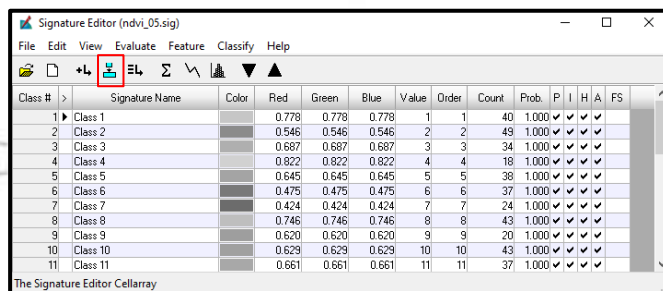 Signature Editor (ndvi_05.sig)
File Edit View Evaluate Feature Classify Help
Class # > Signature Name Color Red Green Blue Value Order Count Prob. P I H A FS
1 Class 1 0.778 0.778 0.778 1 1 40 1.000
2 Class 2 0.546 0.546 0.546 2 2 49 1.000
3 Class 3 0.687 0.687 0.687 3 3 34 1.000
4 Class 4 0.822 0.822 0.822 4 4 18 1.000
5 Class 5 0.645 0.645 0.645 5 5 38 1.000
6 Class 6 0.475 0.475 0.475 6 6 37 1.000
7 Class 7 0.424 0.424 0.424 7 7 24 1.000
8 Class 8 0.746 0.746 0.746 8 8 43 1.000
9 Class 9 0.620 0.620 0.620 9 9 20 1.000
10 Class 10 0.629 0.629 0.629 10 10 43 1.000
11 Class 11 0.661 0.661 0.661 11 11 37 1.000
The Signature Editor Cellarray